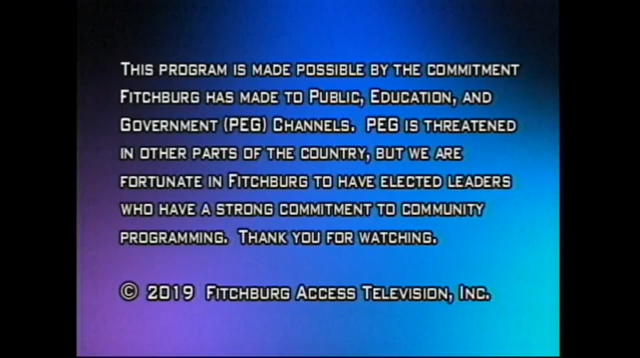 This program is made possible by the commitment
Fitchburg has made to Public, Education, and
Government (PEG) Channels.  PEG is threatened
in other parts of the country, but we are
fortunate in Fitchburg to have elected leaders
who have a strong commitment to community
programming.  Thank you for watching.
© 2019  Fitchburg Access Television, Inc.